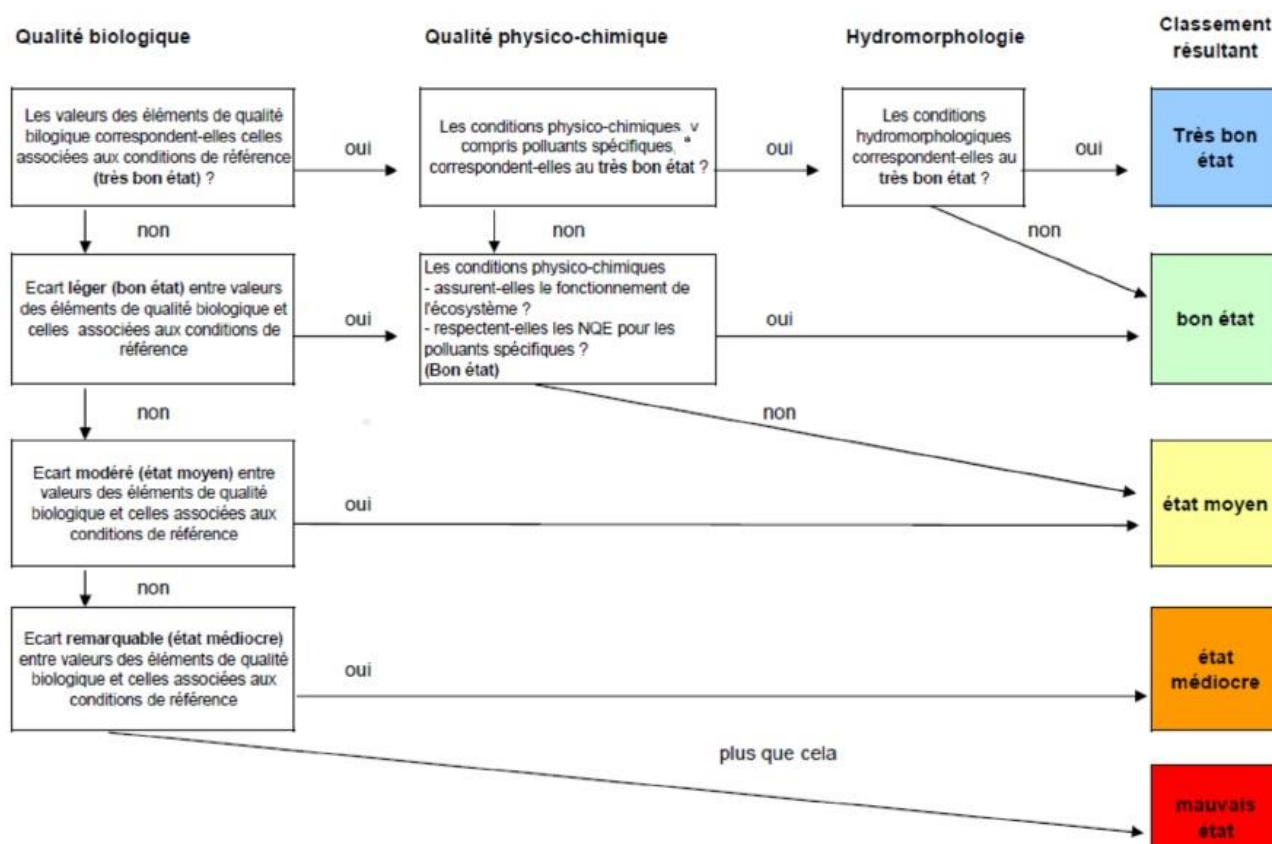 Qualité biologique
Qualité physico-chimique
Hydromorphologie
Classement
résultant
Les valeurs des éléments de qualité
bilogique correspondent-elles celles
associées aux conditions de référence
(très bon état) ?
oui
Les conditions physico-chimiques, y
compris polluants spécifiques,
correspondent-elles au très bon état ?
oui
Les conditions
hydromorphologiques
correspondent-elles au
très bon état ?
oui
Très bon
état
non
non
non
Ecart léger (bon état) entre valeurs
des éléments de qualité biologique et
celles associées aux conditions de
référence
oui
Les conditions physico-chimiques
- assurent-elles le fonctionnement de
l'écosystème ?
- respectent-elles les NQE pour les
polluants spécifiques ?
(Bon état)
oui
bon état
non
non
Ecart modéré (état moyen) entre
valeurs des éléments de qualité
biologique et celles associées aux
conditions de référence
oui
état moyen
non
Ecart remarquable (état médiocre)
entre valeurs des éléments de qualité
biologique et celles associées aux
conditions de référence
oui
état
médiocre
plus que cela
mauvais
état